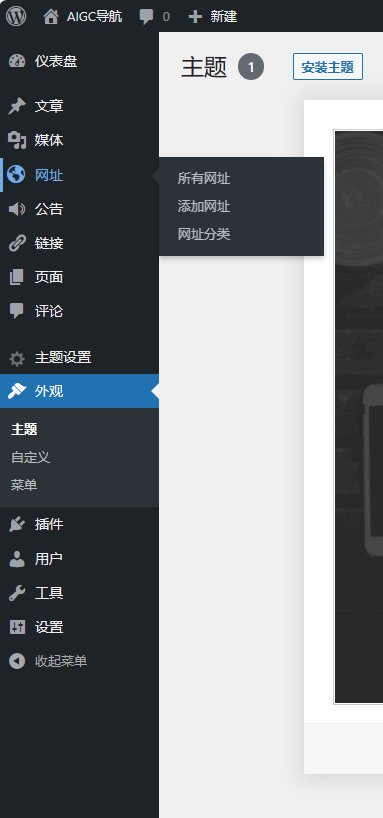 AIGC导航 0 新建
仪表盘
文章
媒体
网址
公告
链接
页面
评论
主题设置
外观
主题
自定义
菜单
插件
用户
工具
设置
收起菜单
所有网址
添加网址
网址分类
主题 1 安装主题